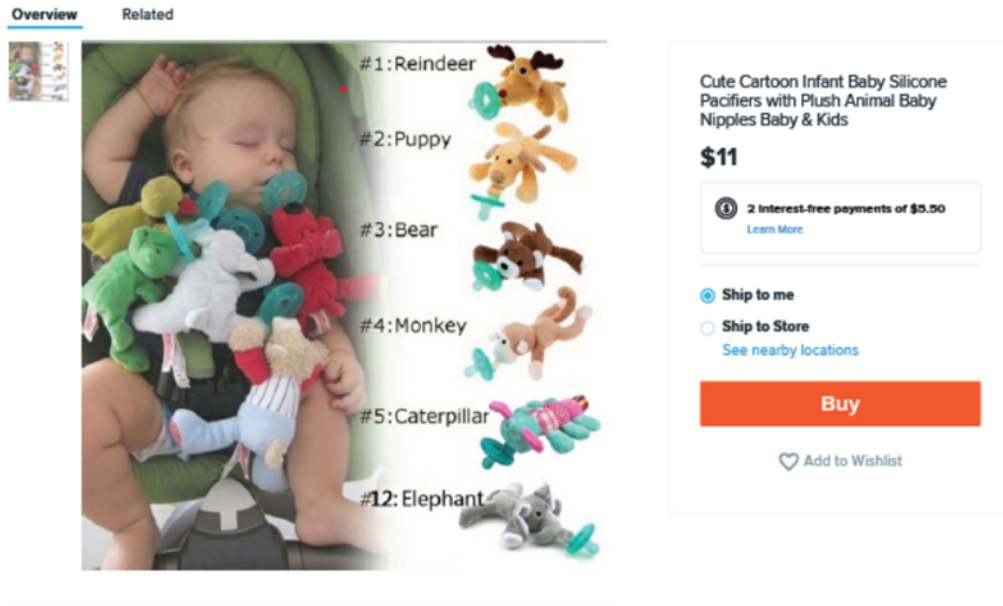 Overview
Related
#1:Reindeer
#2:Puppy
#3:Bear
#4:Monkey
#5:Caterpillar
#12:Elephant
Cute Cartoon Infant Baby Silicone
Pacifiers with Plush Animal Baby
Nipples Baby & Kids
$11
2 interest-free payments of $5.50
Learn More
Ship to me
Ship to Store
See nearby locations
Buy
Add to Wishlist